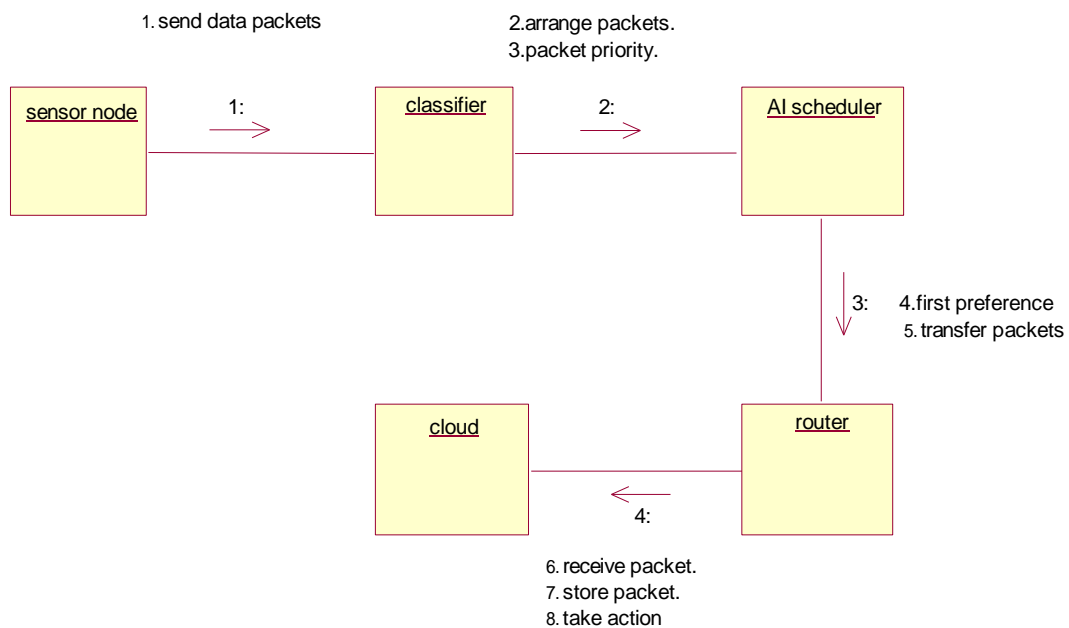 1. send data packets
2.arrange packets.
3.packet priority.
sensor node
1:
classifier
2:
AI scheduler
3:
4.first preference
5. transfer packets
cloud
router
4:
6. receive packet.
7. store packet.
8. take action